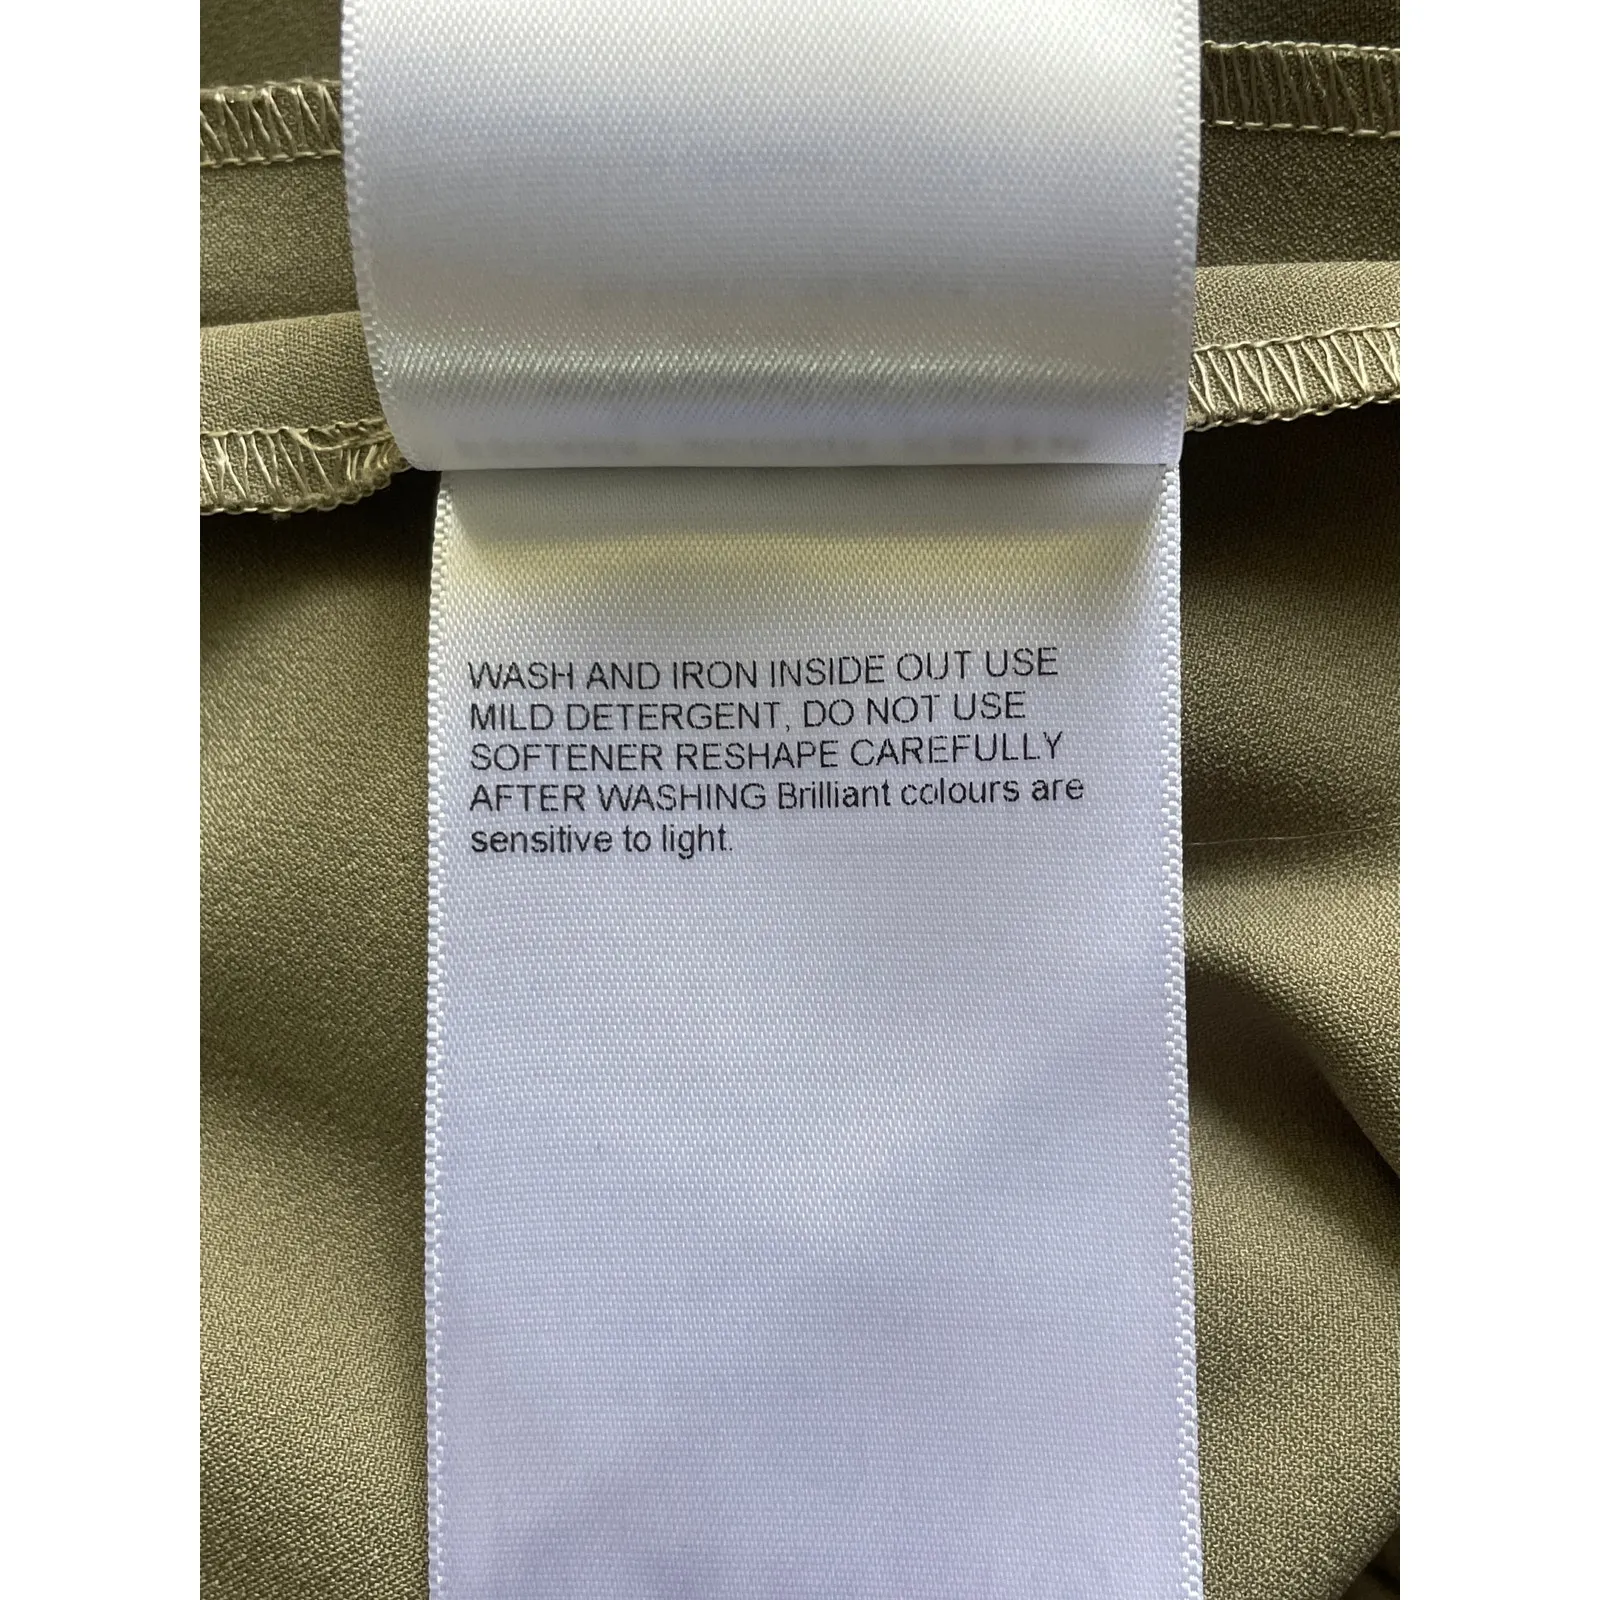 WASH AND IRON INSIDE OUT USE
MILD DETERGENT, DO NOT USE
SOFTENER RESHAPE CAREFULLY
AFTER WASHING Brilliant colours are
sensitive to light.